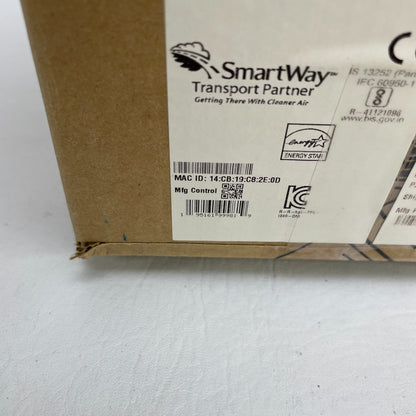 SmartWay
Transport Partner
Getting There With Cleaner Air
IS 13252 (Par
IEC 60950-1
R-41121096
www.bis.gov.in
ENERGY STAR
MAC ID: 14:CB:19:C8:2E:0D
Mfg Control